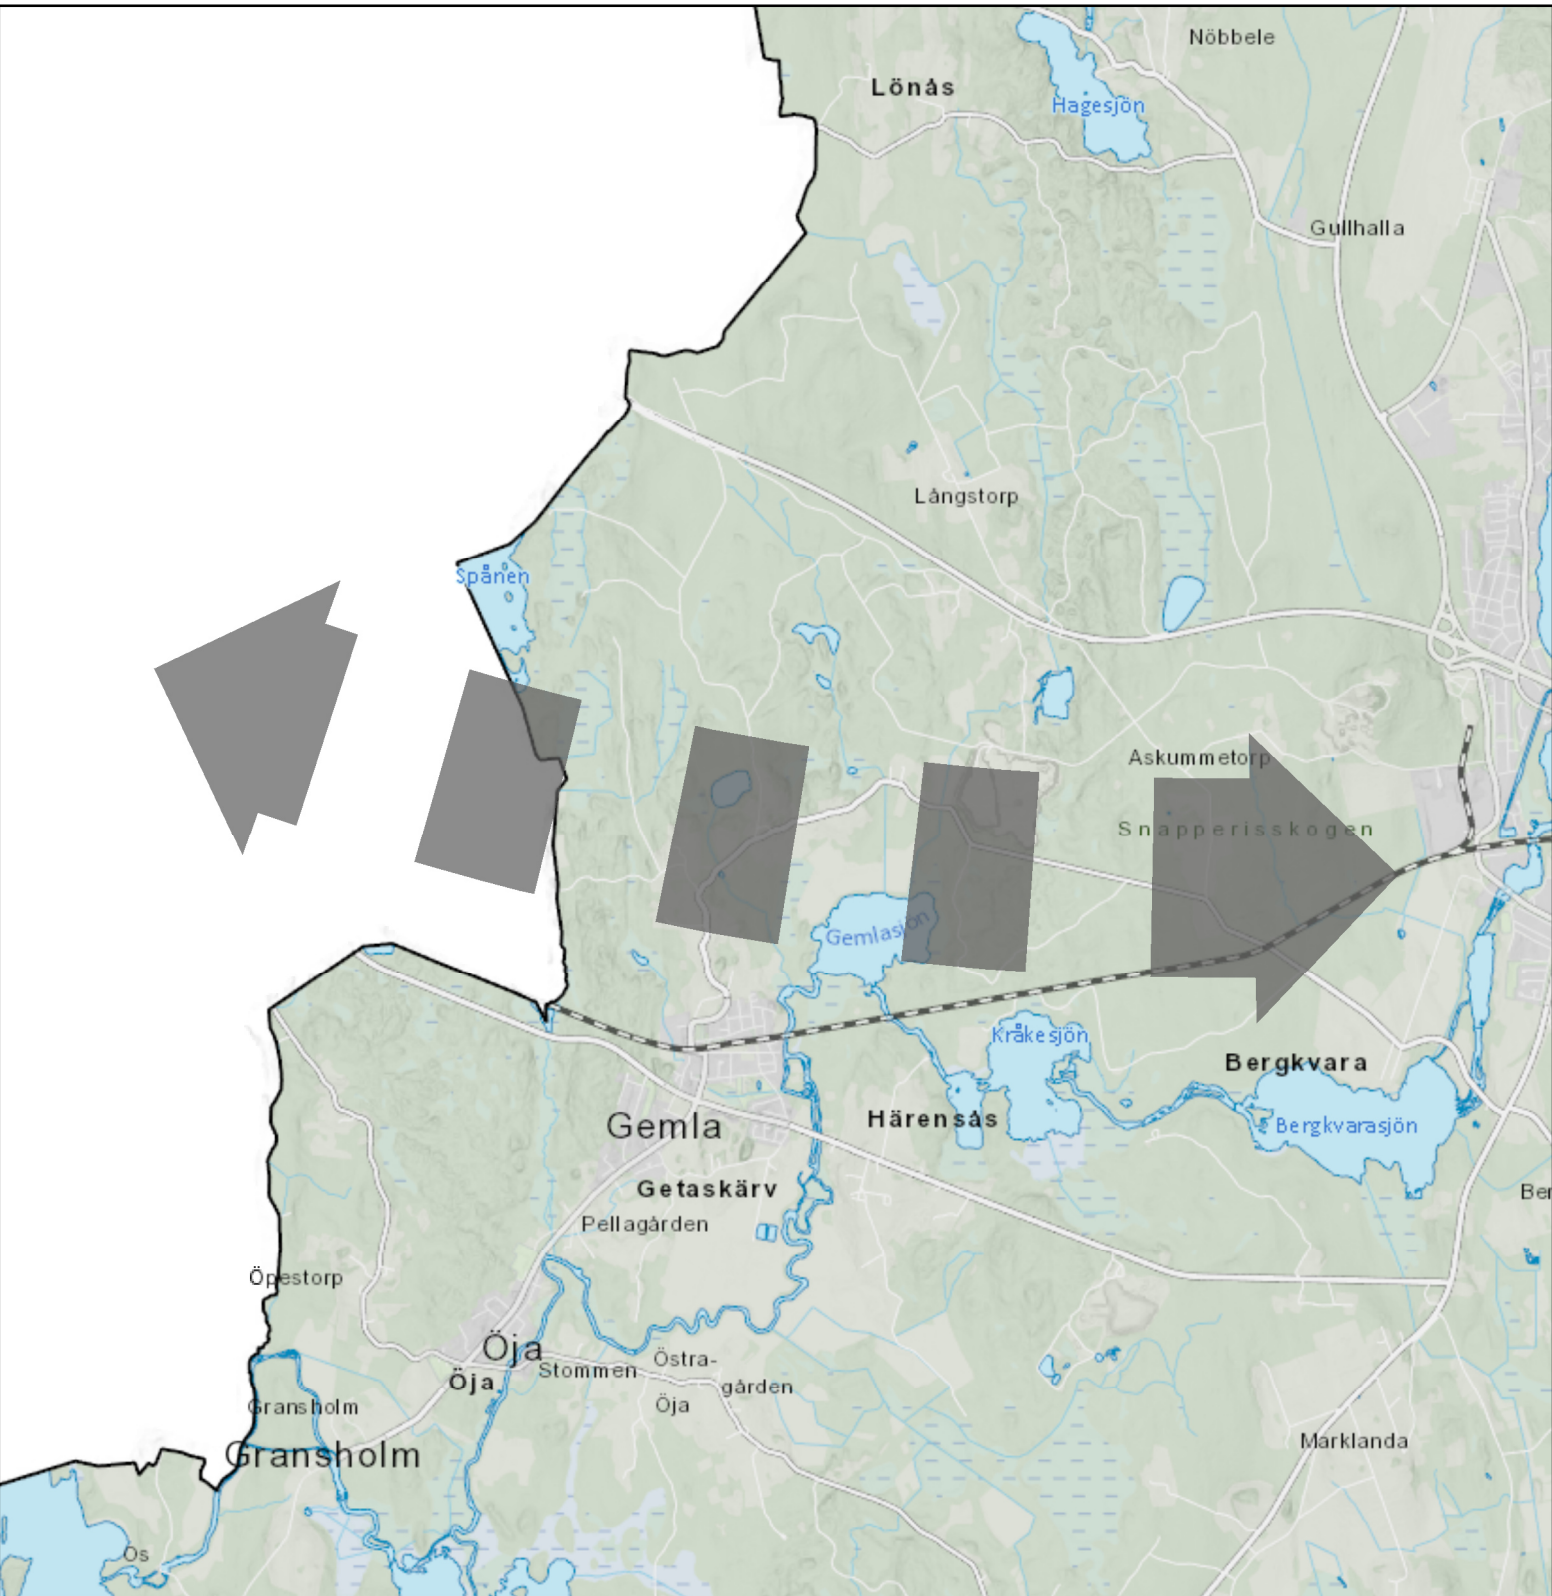 Nöbbele
Lönås
Hagesjön
Gullhalla
Långstorp
Spånen
Askummetorp
Snapperisskogen
Gemlasjön
Kråkesjön
Bergkvara
Härensås
Gemla
Bergkvarasjön
Getaskärv
Ber
Pellagården
Öpestorp
Öja
Stommen
Östra-
Öja
gården
Öja
Gransholm
Marklanda
Gransholm
Os